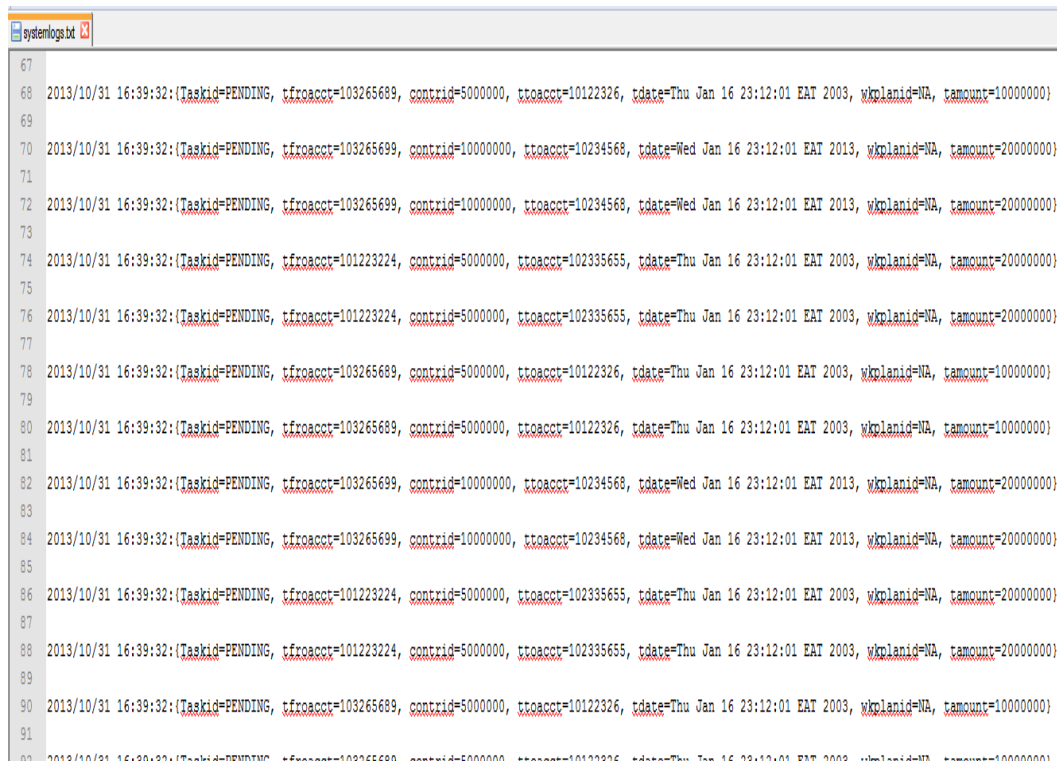 systemlogs.txt
67
68 2013/10/31 16:39:32:{Taskid=PENDING, tfroacct=103265689, contrid=5000000, ttoacct=10122326, tdate=Thu Jan 16 23:12:01 EAT 2003, wkplanid=NA, tamount=10000000}
69
70 2013/10/31 16:39:32:{Taskid=PENDING, tfroacct=103265699, contrid=10000000, ttoacct=10234568, tdate=Wed Jan 16 23:12:01 EAT 2013, wkplanid=NA, tamount=20000000}
71
72 2013/10/31 16:39:32:{Taskid=PENDING, tfroacct=103265699, contrid=10000000, ttoacct=10234568, tdate=Wed Jan 16 23:12:01 EAT 2013, wkplanid=NA, tamount=20000000}
73
74 2013/10/31 16:39:32:{Taskid=PENDING, tfroacct=101223224, contrid=5000000, ttoacct=102335655, tdate=Thu Jan 16 23:12:01 EAT 2003, wkplanid=NA, tamount=20000000}
75
76 2013/10/31 16:39:32:{Taskid=PENDING, tfroacct=101223224, contrid=5000000, ttoacct=102335655, tdate=Thu Jan 16 23:12:01 EAT 2003, wkplanid=NA, tamount=20000000}
77
78 2013/10/31 16:39:32:{Taskid=PENDING, tfroacct=103265689, contrid=5000000, ttoacct=10122326, tdate=Thu Jan 16 23:12:01 EAT 2003, wkplanid=NA, tamount=10000000}
79
80 2013/10/31 16:39:32:{Taskid=PENDING, tfroacct=103265689, contrid=5000000, ttoacct=10122326, tdate=Thu Jan 16 23:12:01 EAT 2003, wkplanid=NA, tamount=10000000}
81
82 2013/10/31 16:39:32:{Taskid=PENDING, tfroacct=103265699, contrid=10000000, ttoacct=10234568, tdate=Wed Jan 16 23:12:01 EAT 2013, wkplanid=NA, tamount=20000000}
83
84 2013/10/31 16:39:32:{Taskid=PENDING, tfroacct=103265699, contrid=10000000, ttoacct=10234568, tdate=Wed Jan 16 23:12:01 EAT 2013, wkplanid=NA, tamount=20000000}
85
86 2013/10/31 16:39:32:{Taskid=PENDING, tfroacct=101223224, contrid=5000000, ttoacct=102335655, tdate=Thu Jan 16 23:12:01 EAT 2003, wkplanid=NA, tamount=20000000}
87
88 2013/10/31 16:39:32:{Taskid=PENDING, tfroacct=101223224, contrid=5000000, ttoacct=102335655, tdate=Thu Jan 16 23:12:01 EAT 2003, wkplanid=NA, tamount=20000000}
89
90 2013/10/31 16:39:32:{Taskid=PENDING, tfroacct=103265689, contrid=5000000, ttoacct=10122326, tdate=Thu Jan 16 23:12:01 EAT 2003, wkplanid=NA, tamount=10000000}
91